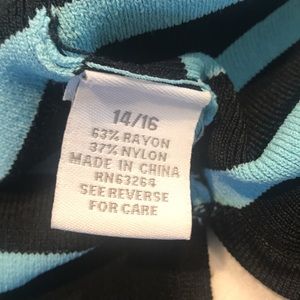 14/16
63% RAYON
37% NYLON
MADE IN CHINA
RN63264
SEE REVERSE
FOR CARE